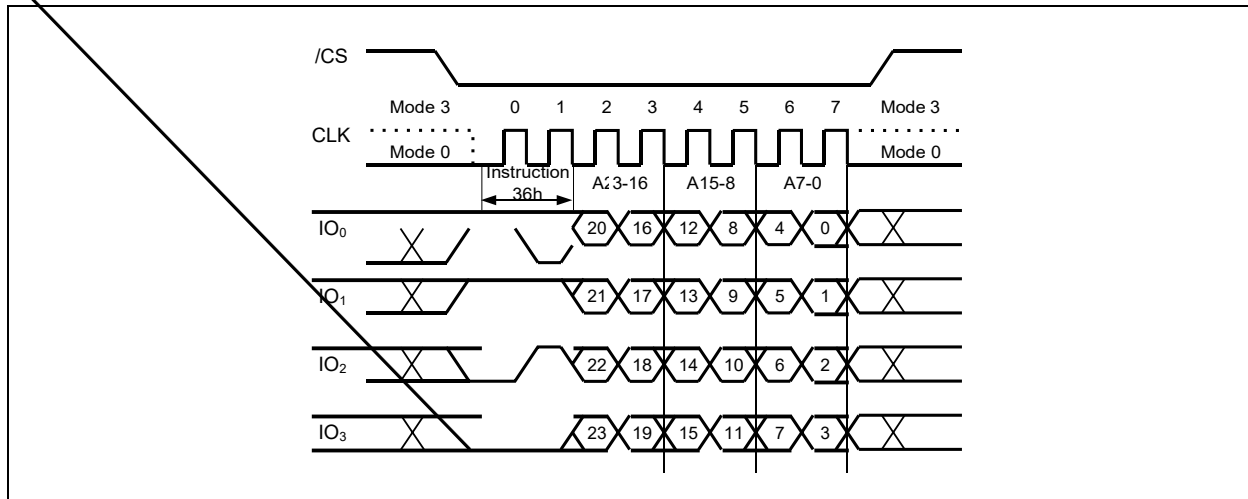 /CS
Mode 3 0 1 2 3 4 5 6 7 Mode 3
CLK
Mode 0 Mode 0
Instruction
36h
A23-16 A15-8 A7-0
IO₀ 20 16 12 8 4 0
IO₁ 21 17 13 9 5 1
IO₂ 22 18 14 10 6 2
IO₃ 23 19 15 11 7 3